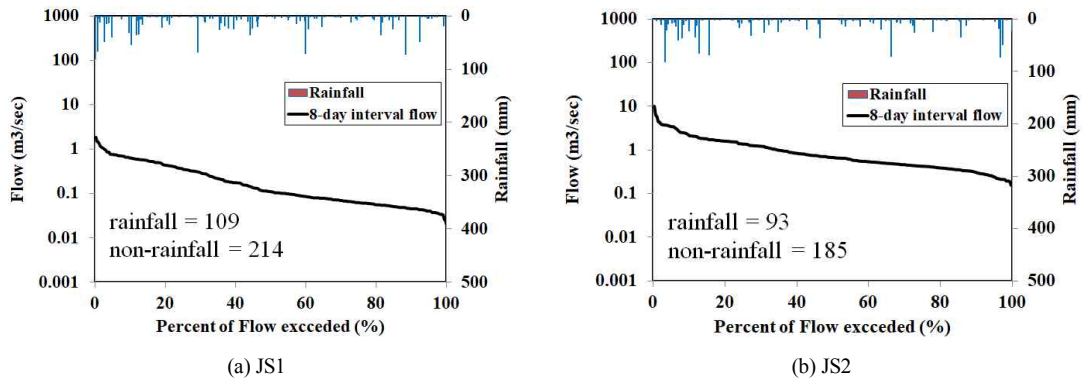 1000
100
10
1
0.1
0.01
0.001
Flow (m3/sec)
0
100
200
300
400
500
Rainfall (mm)
Rainfall
8-day interval flow
rainfall = 109
non-rainfall = 214
0 20 40 60 80 100
Percent of Flow excceded (%)
(a) JS1
1000
100
10
1
0.1
0.01
0.001
Flow (m3/sec)
0
100
200
300
400
500
Rainfall (mm)
Rainfall
8-day interval flow
rainfall = 93
non-rainfall = 185
0 20 40 60 80 100
Percent of Flow excceded (%)
(b) JS2